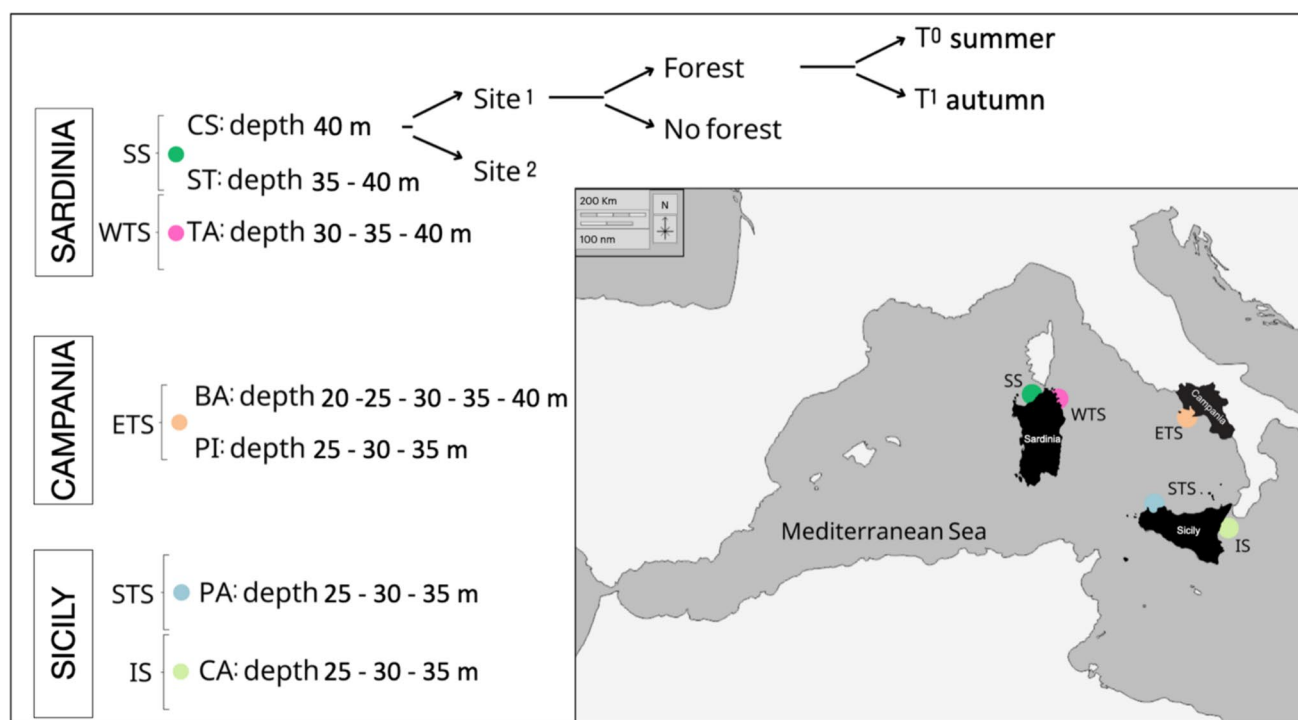 T0 summer
Forest
T1 autumn
Site 1
No forest
Site 2
SARDINIA
SS
CS: depth 40 m
ST: depth 35 - 40 m
WTS
TA: depth 30 - 35 - 40 m
CAMPANIA
ETS
BA: depth 20 -25 - 30 - 35 - 40 m
PI: depth 25 - 30 - 35 m
SICILY
STS
PA: depth 25 - 30 - 35 m
IS
CA: depth 25 - 30 - 35 m
200 Km
N
100 nm
SS
WTS
Sardinia
Campania
ETS
STS
Sicily
IS
Mediterranean Sea